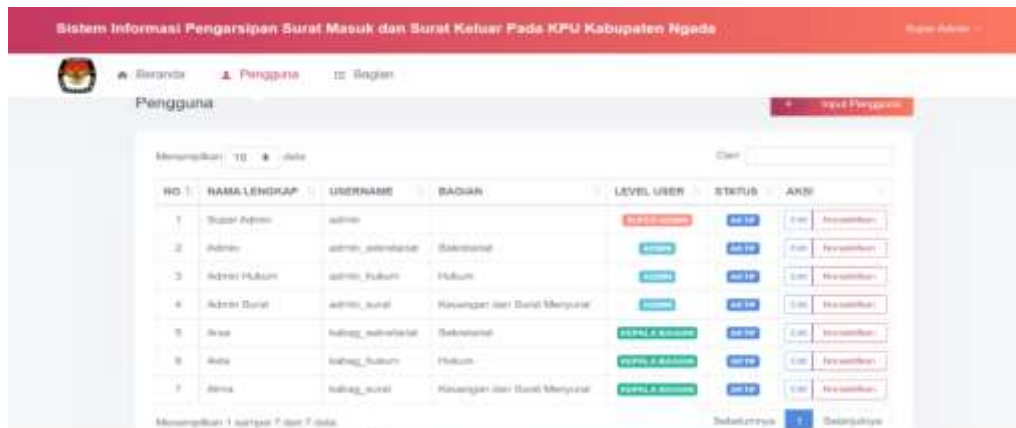 Sistem Informasi Pengarsipan Surat Masuk dan Surat Keluar Pada KPU Kabupaten Ngada Super Admin
Beranda Pengguna Bagian
Pengguna + Input Pengguna
Menampilkan 10 data Cari
NO NAMA LENGKAP USERNAME BAGIAN LEVEL USER STATUS AKSI
1 Super Admin admin SUPER ADMIN AKTIF Edit Nonaktifkan
2 Admin admin_sekretariat Sekretariat ADMIN AKTIF Edit Nonaktifkan
3 Admin Hukum admin_hukum Hukum ADMIN AKTIF Edit Nonaktifkan
4 Admin Surat admin_surat Keuangan dan Surat Menyurat ADMIN AKTIF Edit Nonaktifkan
5 kabag_sekretariat Sekretariat KEPALA BAGIAN AKTIF Edit Nonaktifkan
6 kabag_hukum Hukum KEPALA BAGIAN AKTIF Edit Nonaktifkan
7 kabag_surat Keuangan dan Surat Menyurat KEPALA BAGIAN AKTIF Edit Nonaktifkan
Menampilkan 1 sampai 7 dari 7 data Sebelumnya 1 Selanjutnya